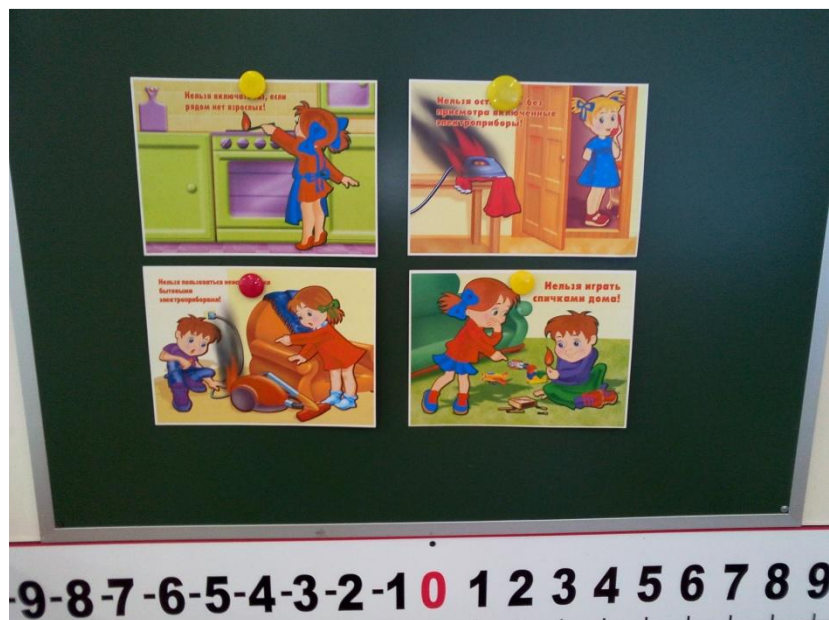 Нельзя включать газ, если
рядом нет взрослых!
Нельзя оставлять без
присмотра включенные
электроприборы!
Нельзя пользоваться
бытовыми
электроприборами!
Нельзя играть
спичками дома!
-9-8-7-6-5-4-3-2-1 0 1 2 3 4 5 6 7 8 9